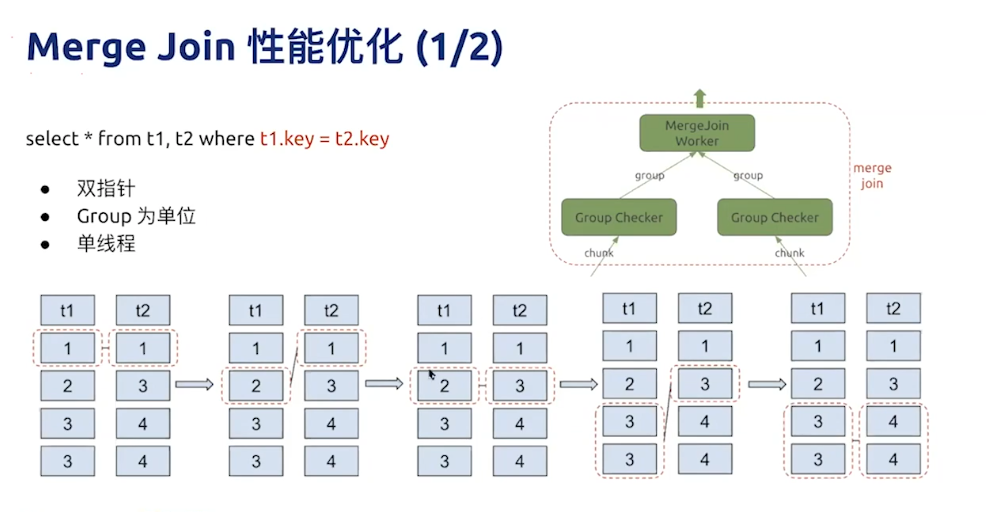 Merge Join 性能优化 (1/2)
select * from t1, t2 where t1.key = t2.key
● 双指针
● Group 为单位
● 单线程
MergeJoin
Worker
group group
merge
join
Group Checker Group Checker
chunk chunk
t1 t2 t1 t2 t1 t2 t1 t2 t1 t2
1 1 1 1 1 1 1 1 1 1
2 3 2 3 2 3 2 3 2 3
3 4 3 4 3 4 3 4 3 4
3 4 3 4 3 4 3 4 3 4